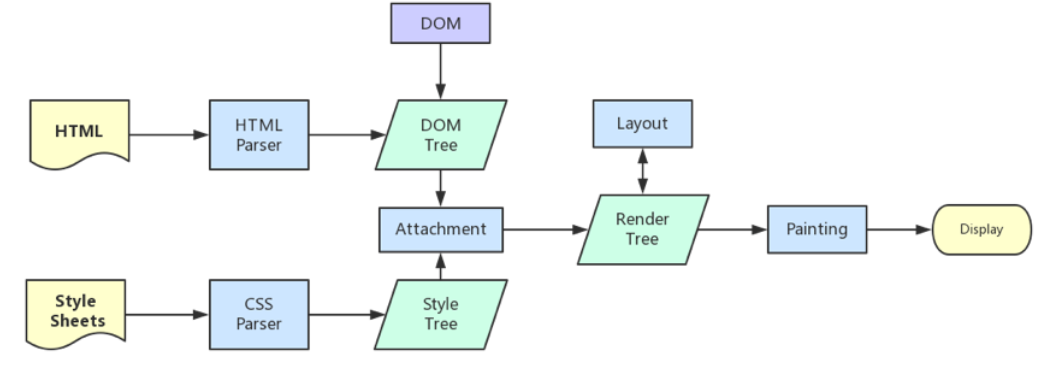 DOM
HTML
HTML
Parser
DOM
Tree
Layout
Attachment
Render
Tree
Painting
Display
Style
Sheets
CSS
Parser
Style
Tree